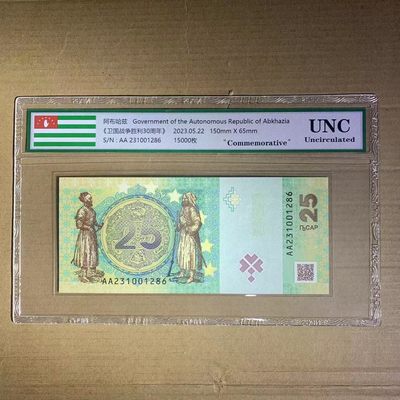 阿布哈兹 Government of the Autonomous Republic of Abkhazia
《卫国战争胜利30周年》 2023.05.22 150mm X 65mm
S/N : AA 231001286 15000枚 "Commemorative"
UNC
Uncirculated
25
AA231001286
AA231001286
25
ԤСАР